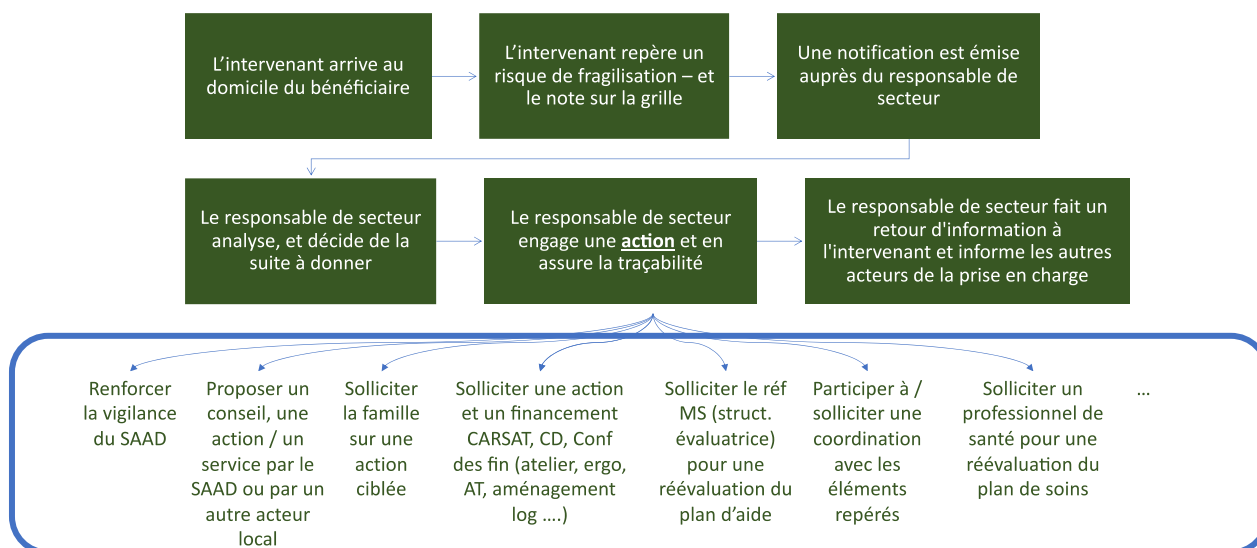 L'intervenant arrive au
domicile du bénéficiaire
L'intervenant repère un
risque de fragilisation – et
le note sur la grille
Une notification est émise
auprès du responsable de
secteur
Le responsable de secteur
analyse, et décide de la
suite à donner
Le responsable de secteur
engage une action et en
assure la traçabilité
Le responsable de secteur fait un
retour d'information à
l'intervenant et informe les autres
acteurs de la prise en charge
Renforcer
la vigilance
du SAAD
Proposer un
conseil, une
action / un
service par le
SAAD ou par un
autre acteur
local
Solliciter
la famille
sur une
action
ciblée
Solliciter une action
et un financement
CARSAT, CD, Conf
des fin (atelier, ergo,
AT, aménagement
log ....)
Solliciter le réf
MS (struct.
évaluatrice)
pour une
réévaluation du
plan d'aide
Participer à /
solliciter une
coordination
avec les
éléments
repérés
Solliciter un
professionnel de
santé pour une
réévaluation du
plan de soins
...